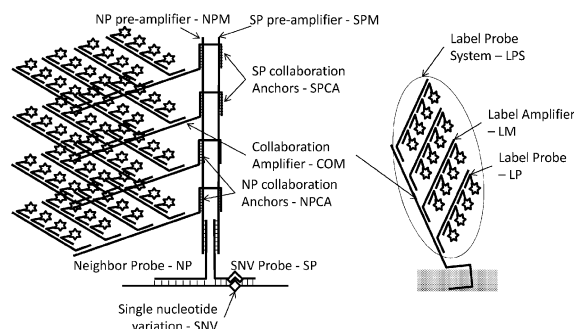 NP pre-amplifier - NPM
SP pre-amplifier - SPM
SP collaboration
Anchors - SPCA
Collaboration
Amplifier - COM
NP collaboration
Anchors - NPCA
Neighbor Probe - NP
SNV Probe - SP
Single nucleotide
variation - SNV
Label Probe
System – LPS
Label Amplifier
– LM
Label Probe
– LP